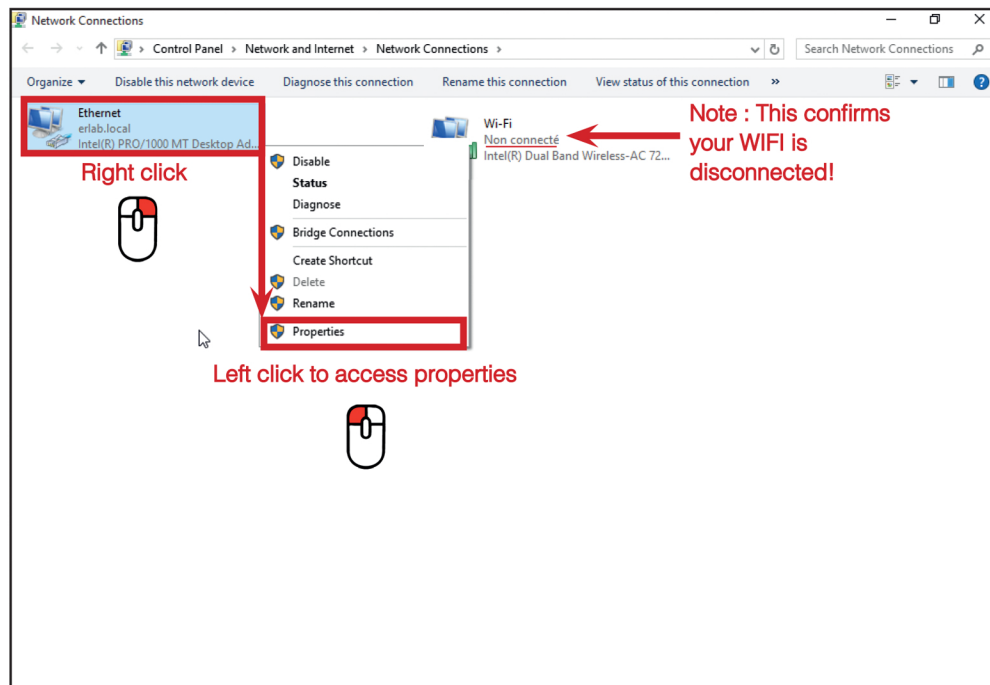 Network Connections
Control Panel > Network and Internet > Network Connections >
Search Network Connections
Organize
Disable this network device
Diagnose this connection
Rename this connection
View status of this connection
»
Ethernet
erlab.local
Intel(R) PRO/1000 MT Desktop Ad...
Right click
Wi-Fi
Non connecté
Intel(R) Dual Band Wireless-AC 72...
Note : This confirms
your WIFI is
disconnected!
Disable
Status
Diagnose
Bridge Connections
Create Shortcut
Delete
Rename
Properties
Left click to access properties